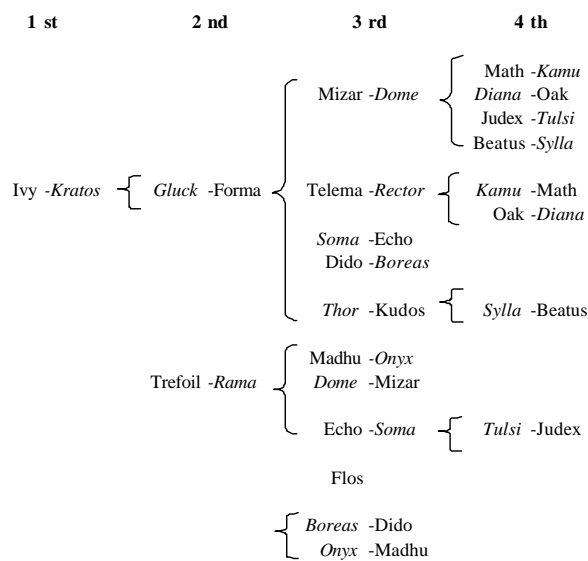 1 st 2 nd 3 rd 4 th
Math -Kamu
Mizar -Dome Diana -Oak
Judex -Tulsi
Beatus -Sylla
Ivy -Kratos Gluck -Forma Telema -Rector Kamu -Math
Oak -Diana
Soma -Echo
Dido -Boreas
Thor -Kudos Sylla -Beatus
Madhu -Onyx
Trefoil -Rama Dome -Mizar
Echo -Soma Tulsi -Judex
Flos
Boreas -Dido
Onyx -Madhu